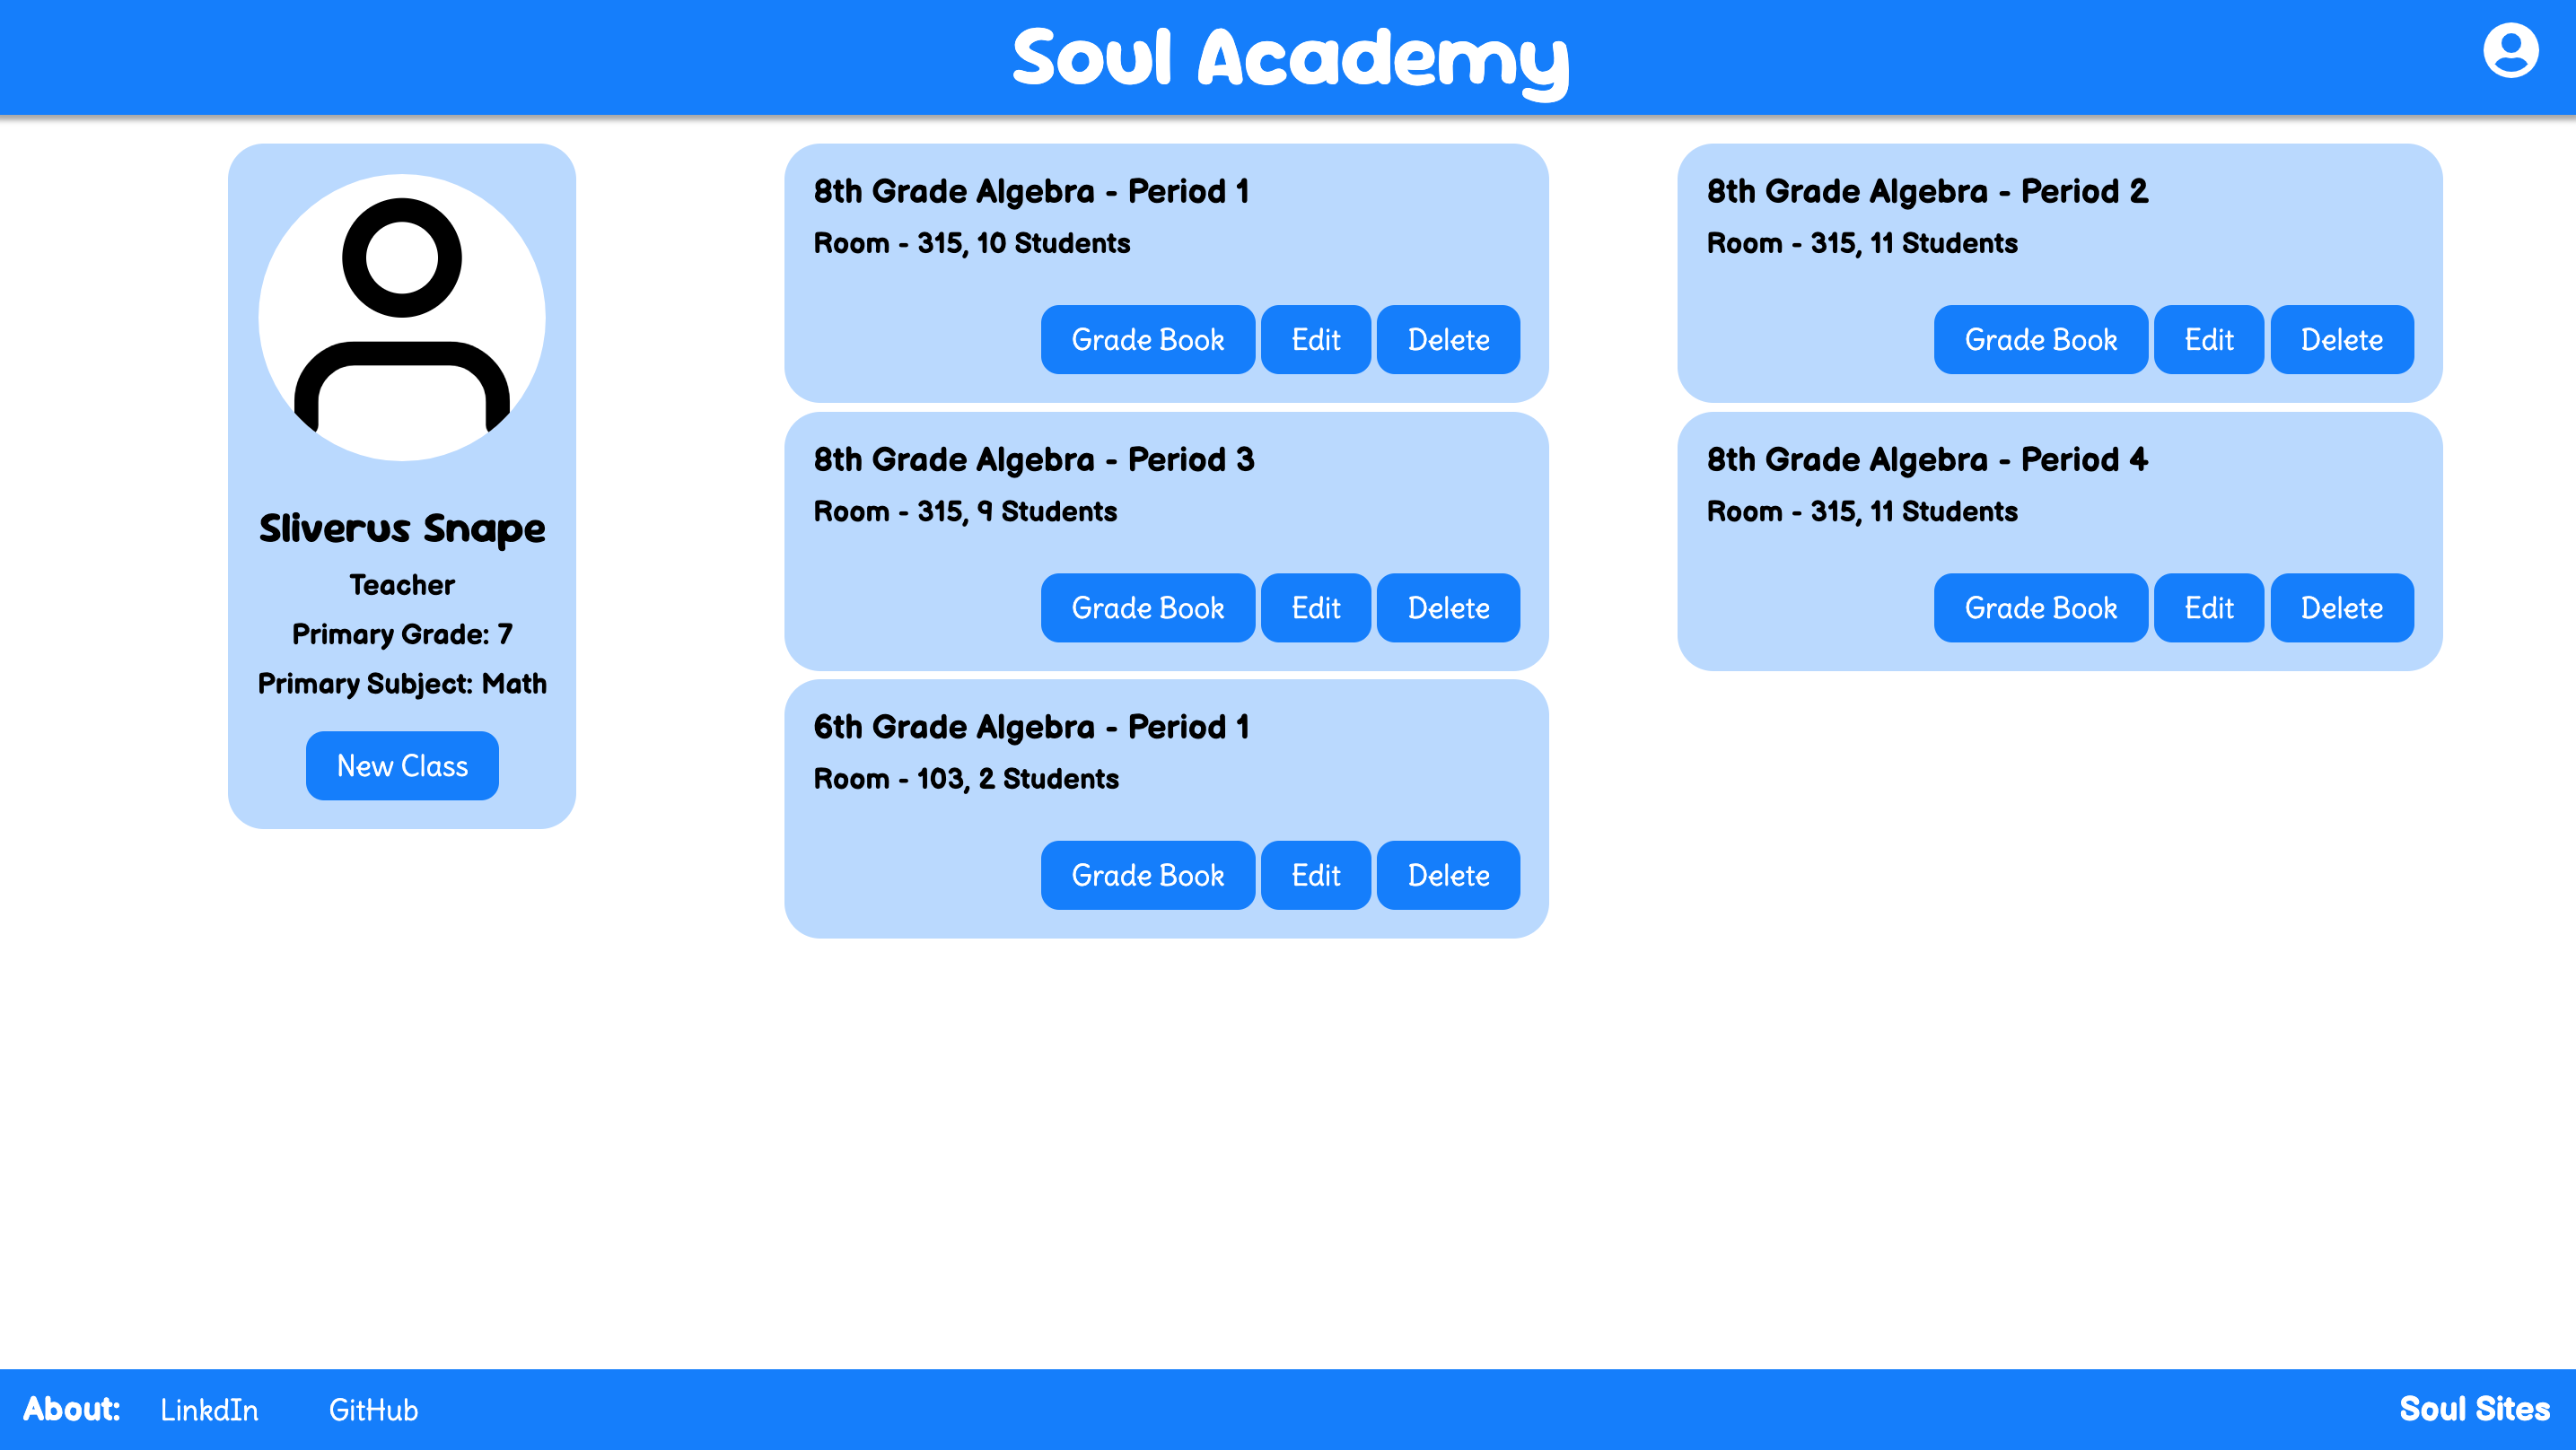 Soul Academy
Sliverus Snape
Teacher
Primary Grade: 7
Primary Subject: Math
New Class
8th Grade Algebra - Period 1
Room - 315, 10 Students
Grade Book Edit Delete
8th Grade Algebra - Period 2
Room - 315, 11 Students
Grade Book Edit Delete
8th Grade Algebra - Period 3
Room - 315, 9 Students
Grade Book Edit Delete
8th Grade Algebra - Period 4
Room - 315, 11 Students
Grade Book Edit Delete
6th Grade Algebra - Period 1
Room - 103, 2 Students
Grade Book Edit Delete
About: LinkdIn GitHub Soul Sites